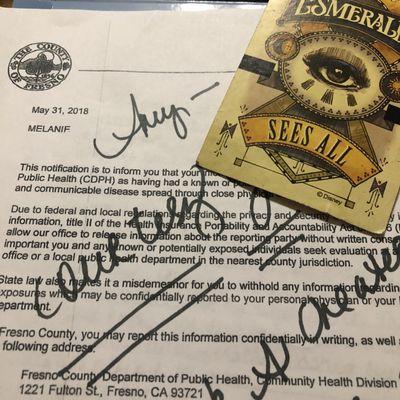 THE COUNTY
OF FRESNO
ESMERAL
SEES ALL
© Disney
May 31, 2018
MELANIF
Amy -
This notification is to inform you that your
Public Health (CDPH) as having had a known or
and communicable disease spread through close
Due to federal and local regulations regarding the privacy and security
information, title II of the Health Insurance Portability and Accountability Act
allow our office to release information about the reporting party without written conse
important you and any known or potentially exposed individuals seek evaluation
office or a local public health department in the nearest county jurisdiction.
State law also makes it a misdemeanor for you to withhold any information regarding
exposures which may be confidentially reported to your personal physician or your
Department.
Fresno County, you may report this information confidentially in writing, as well a
following address:
Fresno County Department of Public Health, Community Health Division
1221 Fulton St., Fresno, CA 93721